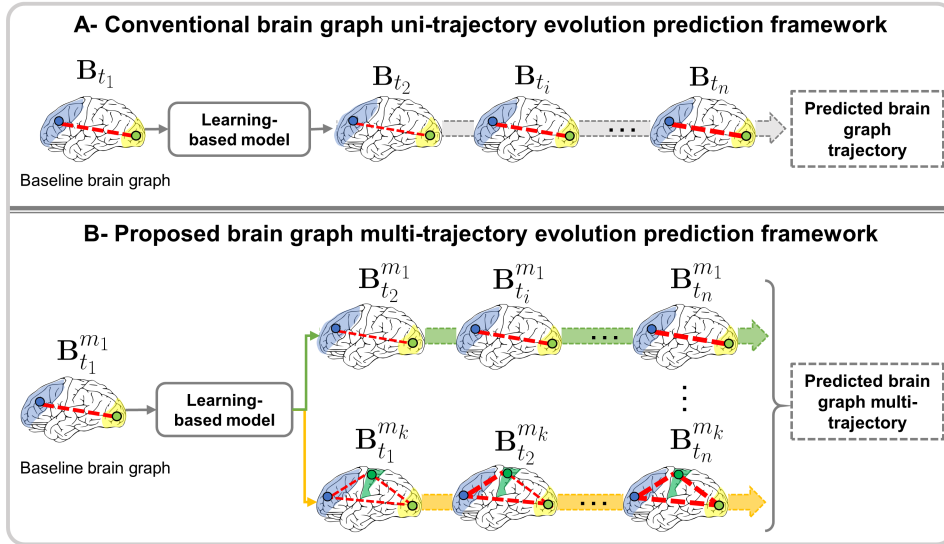 A- Conventional brain graph uni-trajectory evolution prediction framework
B_{t_1}
B_{t_2}
B_{t_i}
B_{t_n}
Learning-
based model
...
Predicted brain
graph
trajectory
Baseline brain graph
B- Proposed brain graph multi-trajectory evolution prediction framework
B_{t_2}^{m_1}
B_{t_i}^{m_1}
B_{t_n}^{m_1}
...
B_{t_1}^{m_1}
Learning-
based model
⋮
Predicted brain
graph multi-
trajectory
B_{t_1}^{m_k}
B_{t_2}^{m_k}
B_{t_n}^{m_k}
Baseline brain graph
...